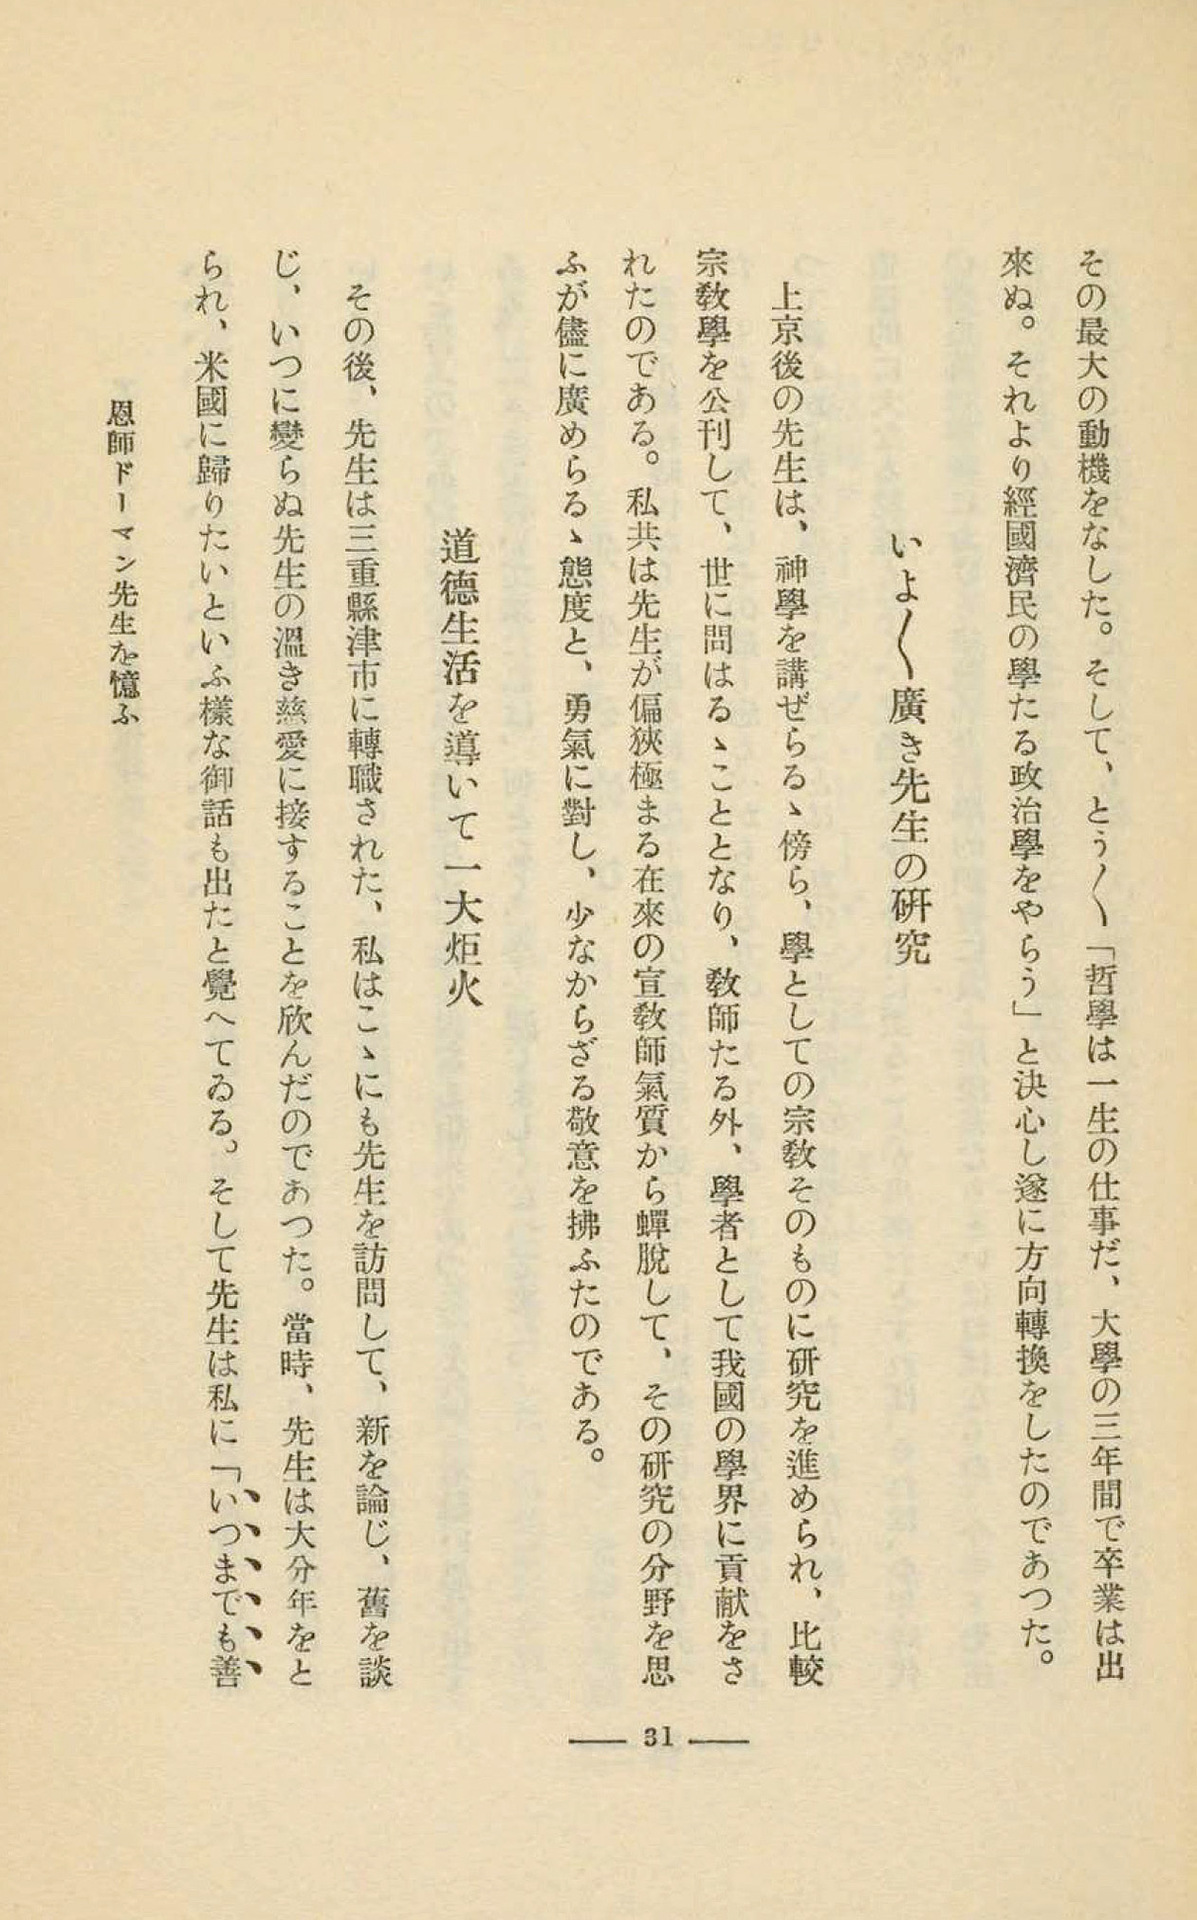 その最大の動機をなした。そして、とう〱「哲學は一生の仕事だ、大學の三年間で卒業は出
來ぬ。それより經國濟民の學たる政治學をやらう」と決心し遂に方向轉換をしたのであつた。
いよ〱廣き先生の研究
上京後の先生は、神學を講ぜらるゝ傍ら、學としての宗敎そのものに研究を進められ、比較
宗敎學を公刊して、世に問はるゝこととなり、敎師たる外、學者として我國の學界に貢献をさ
れたのである。私共は先生が偏狹極まる在來の宣敎師氣質から蟬脫して、その研究の分野を思
ふが儘に廣めらるゝ態度と、勇氣に對し、少なからざる敬意を拂ふたのである。
道德生活を導いて一大炬火
その後、先生は三重縣津市に轉職された、私はこゝにも先生を訪問して、新を論じ、舊を談
じ、いつに變らぬ先生の溫き慈愛に接することを欣んだのであつた。當時、先生は大分年をと
られ、米國に歸りたいといふ樣な御話も出たと覺へてゐる。そして先生は私に「いつまでも善
恩師ドーマン先生を憶ふ
31